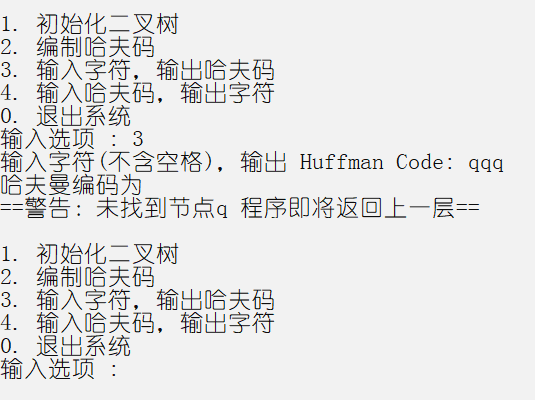 1. 初始化二叉树
2. 编制哈夫码
3. 输入字符，输出哈夫码
4. 输入哈夫码，输出字符
0. 退出系统
输入选项 : 3
输入字符(不含空格)，输出 Huffman Code: qqq
哈夫曼编码为
==警告: 未找到节点q 程序即将返回上一层==
1. 初始化二叉树
2. 编制哈夫码
3. 输入字符，输出哈夫码
4. 输入哈夫码，输出字符
0. 退出系统
输入选项 :